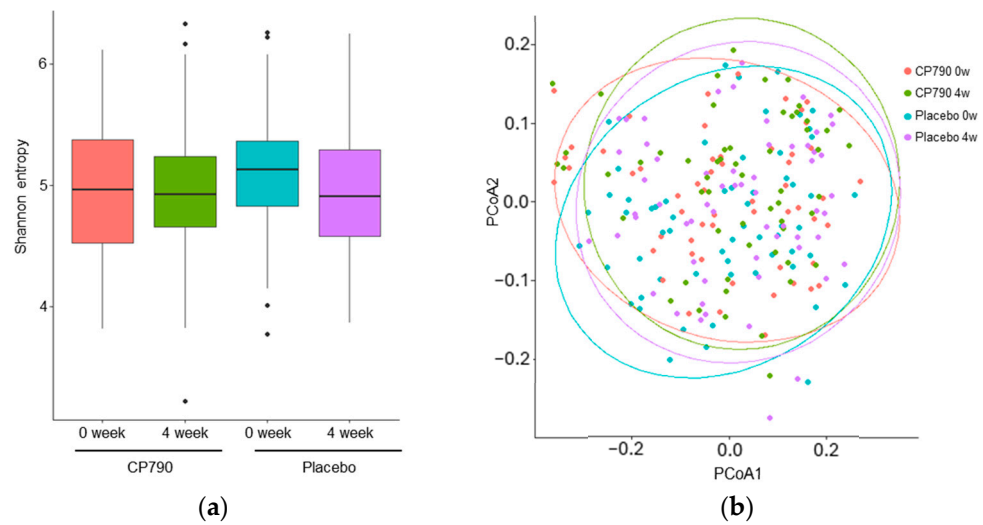 Shannon entropy
6
5
4
0 week 4 week 0 week 4 week
CP790 Placebo
(a)
PCoA2
0.2
0.1
0.0
−0.1
−0.2
−0.2 0.0 0.2
PCoA1
CP790 0w
CP790 4w
Placebo 0w
Placebo 4w
(b)